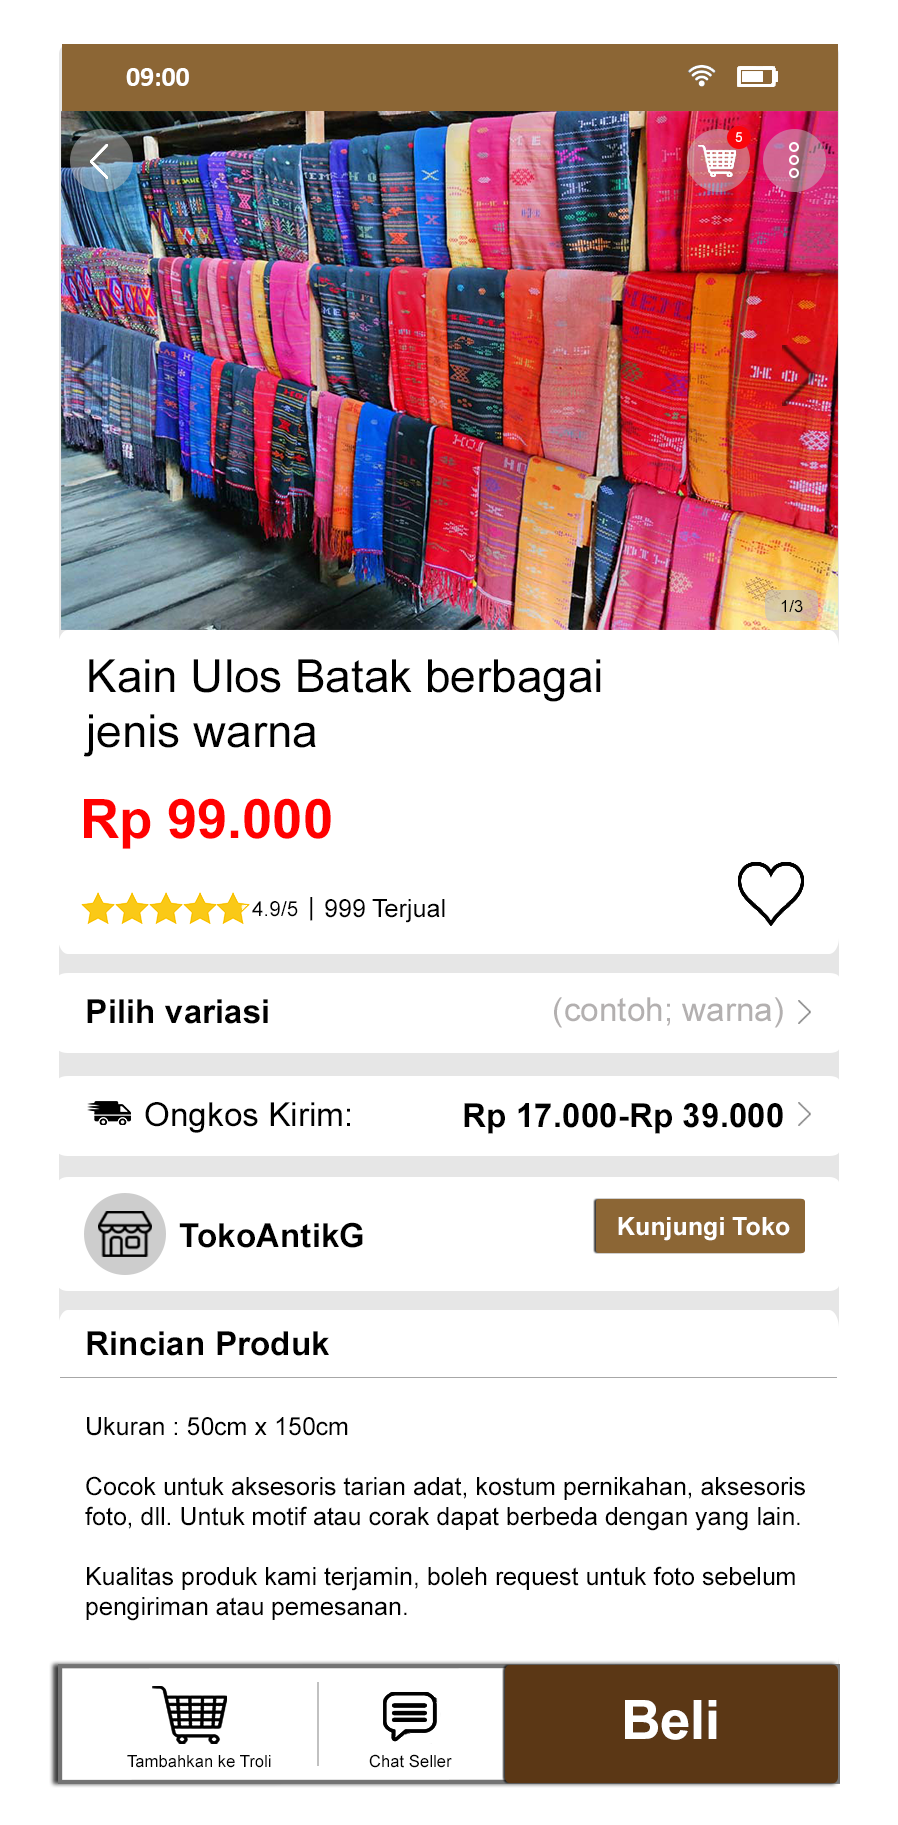 09:00
5
1/3
Kain Ulos Batak berbagai
jenis warna
Rp 99.000
4.9/5 | 999 Terjual
Pilih variasi (contoh; warna)
Ongkos Kirim: Rp 17.000-Rp 39.000
TokoAntikG Kunjungi Toko
Rincian Produk
Ukuran : 50cm x 150cm
Cocok untuk aksesoris tarian adat, kostum pernikahan, aksesoris
foto, dll. Untuk motif atau corak dapat berbeda dengan yang lain.
Kualitas produk kami terjamin, boleh request untuk foto sebelum
pengiriman atau pemesanan.
Tambahkan ke Troli
Chat Seller
Beli